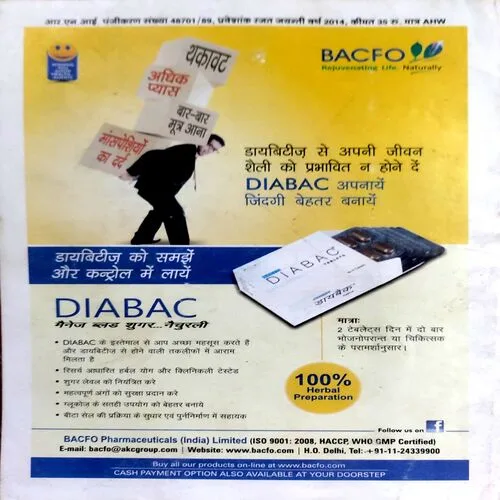 आर एन आई. पंजीकरण संख्या 48701/89, प्रवेशांक रजत जयन्ती वर्ष 2014, कीमत 35 रु. मात्र AHW
BACFO
Rejuvenating Life. Naturally
थकावट
अधिक
प्यास
बार-बार
मूत्र आना
मांसपेशियों
का दर्द
डायबिटीज़ से अपनी जीवन
शैली को प्रभावित न होने दें
DIABAC अपनायें
जिंदगी बेहतर बनायें
डायबिटीज़ को समझें
और कन्ट्रोल में लायें
DIABAC
TABLETS
डायबैक
DIABAC
मैनेज ब्लड शुगर...नैचुरली
• DIABAC के इस्तेमाल से आप अच्छा महसूस करते हैं
और डायबिटीज से होने वाली तकलीफों में आराम
मिलता है
• रिसर्च आधारित हर्बल योग और क्लिनिकली टेस्टेड
• शुगर लेवल को नियंत्रित करे
• महत्वपूर्ण अंगों को सुरक्षा प्रदान करे
• ग्लूकोज़ के सतही उपयोग को बेहतर बनाये
• बीटा सेल की प्रक्रिया के सुधार एवं पुर्ननिर्माण में सहायक
मात्राः
2 टेबलेट्स दिन में दो बार
भोजनोपरान्त या चिकित्सक
के परामर्शानुसार।
100%
Herbal
Preparation
Follow us on f
BACFO Pharmaceuticals (India) Limited (ISO 9001: 2008, HACCP, WHO GMP Certified)
E-mail: bacfo@akcgroup.com | Website: www.bacfo.com | H.O. Delhi, Tel:-+91-11-24339900
Buy all our products on-line at www.bacfo.com
CASH PAYMENT OPTION ALSO AVAILABLE AT YOUR DOORSTEP